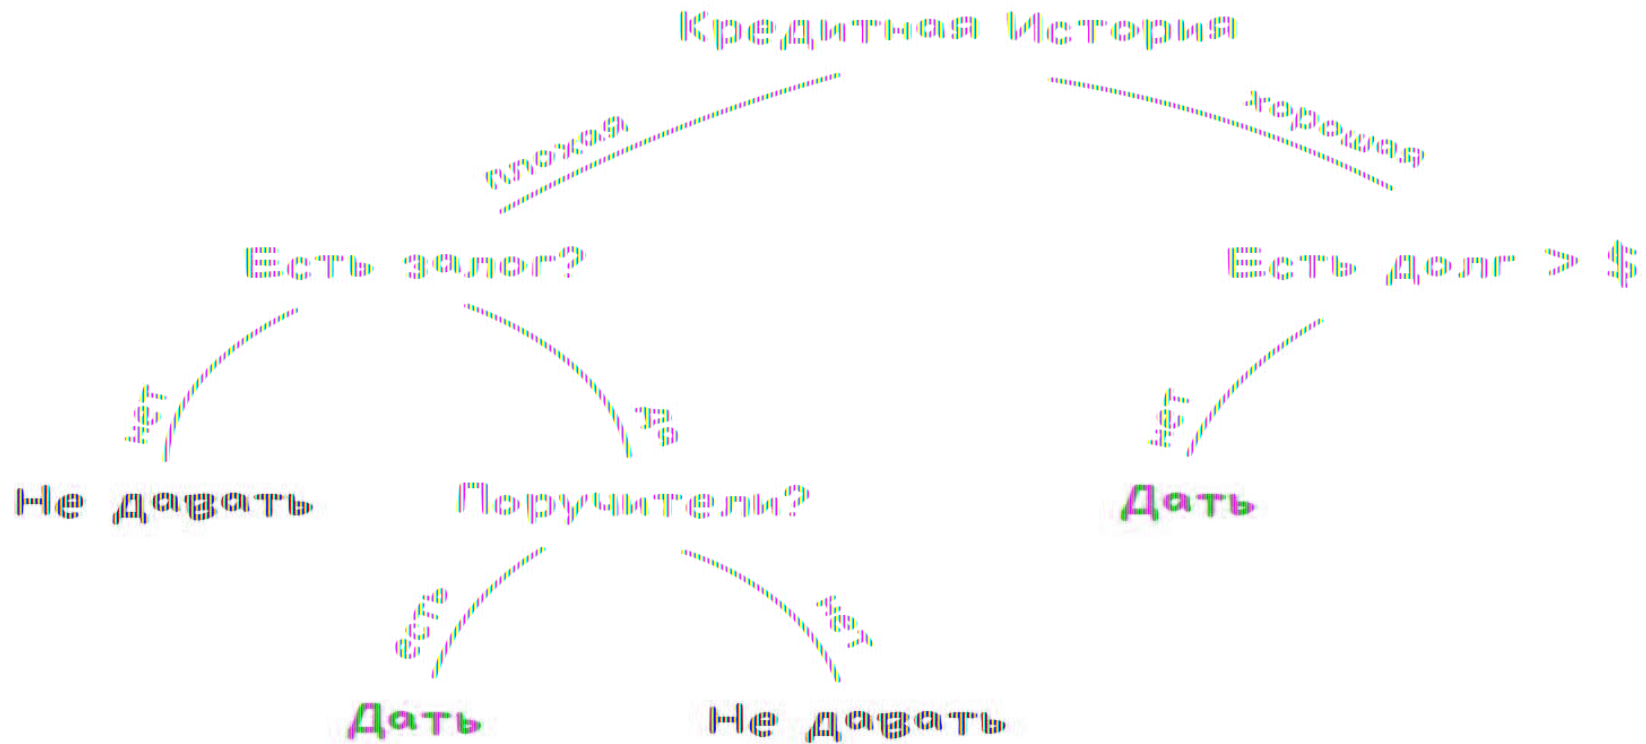 Кредитная История
плохая
хорошая
Есть залог?
Есть долг > $
нет
да
нет
Не давать
Поручители?
Дать
есть
нет
Дать
Не давать